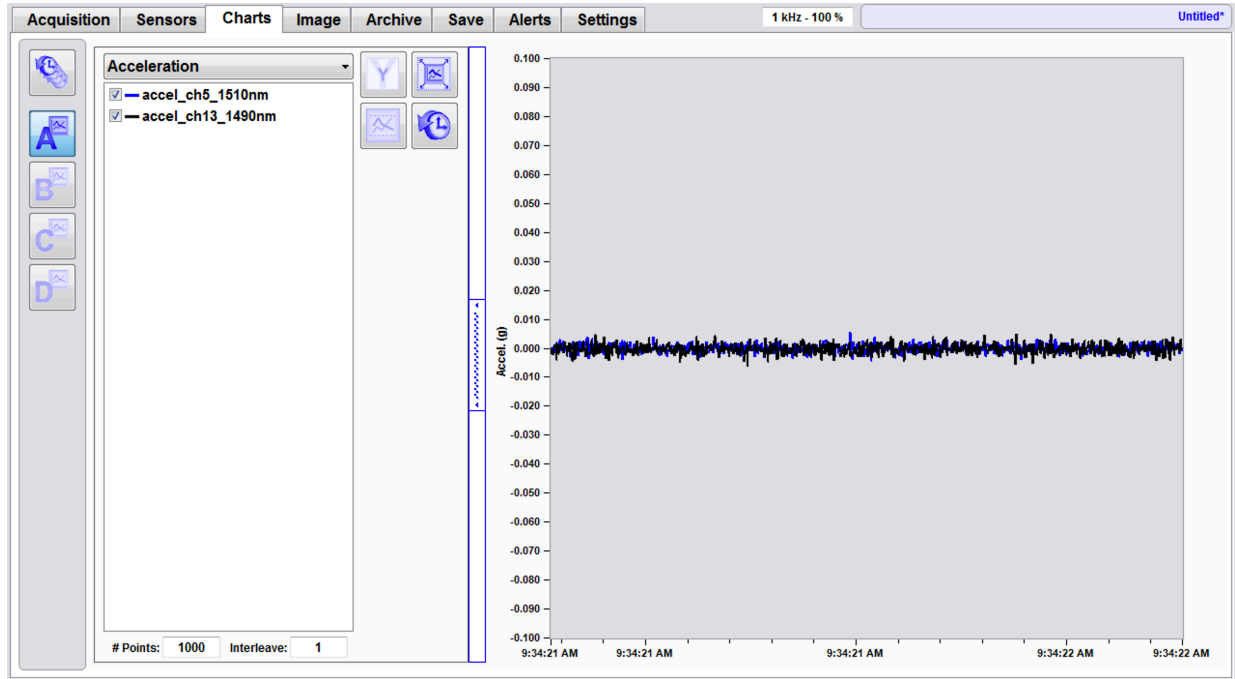 Acquisition Sensors Charts Image Archive Save Alerts Settings 1 kHz - 100 % Untitled*
Acceleration
accel_ch5_1510nm
accel_ch13_1490nm
Y
A
B
C
D
# Points: 1000 Interleave: 1
Accel. (g)
0.100
0.090
0.080
0.070
0.060
0.050
0.040
0.030
0.020
0.010
0.000
-0.010
-0.020
-0.030
-0.040
-0.050
-0.060
-0.070
-0.080
-0.090
-0.100
9:34:21 AM 9:34:21 AM 9:34:21 AM 9:34:22 AM 9:34:22 AM